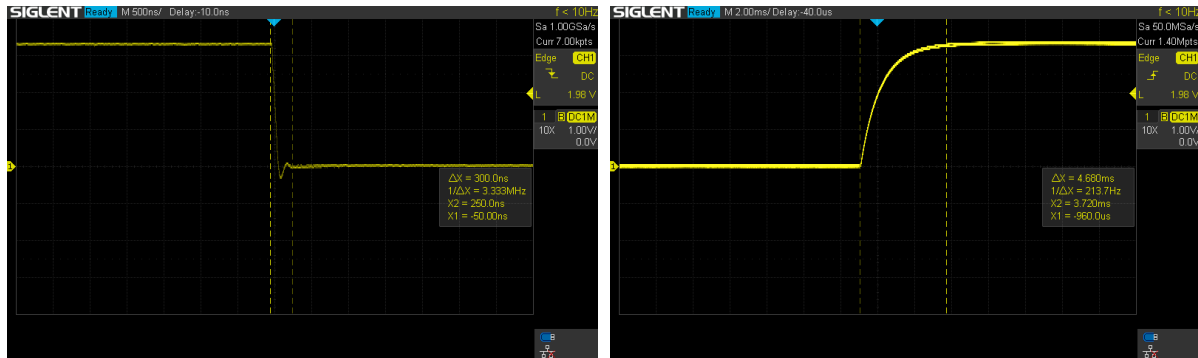 SIGLENT Ready M 500ns/ Delay:-10.0ns f < 10Hz
Sa 1.00GSa/s
Curr 7.00kpts
Edge CH1
DC
L 1.98 V
1 B DC1M
10X 1.00V/
0.0V
1
ΔX = 300.0ns
1/ΔX = 3.333MHz
X2 = 250.0ns
X1 = -50.00ns
B
SIGLENT Ready M 2.00ms/ Delay:-40.0us f < 10Hz
Sa 50.0MSa/s
Curr 1.40Mpts
Edge CH1
DC
L 1.98 V
1 B DC1M
10X 1.00V/
0.0V
1
ΔX = 4.680ms
1/ΔX = 213.7Hz
X2 = 3.720ms
X1 = -960.0us
B